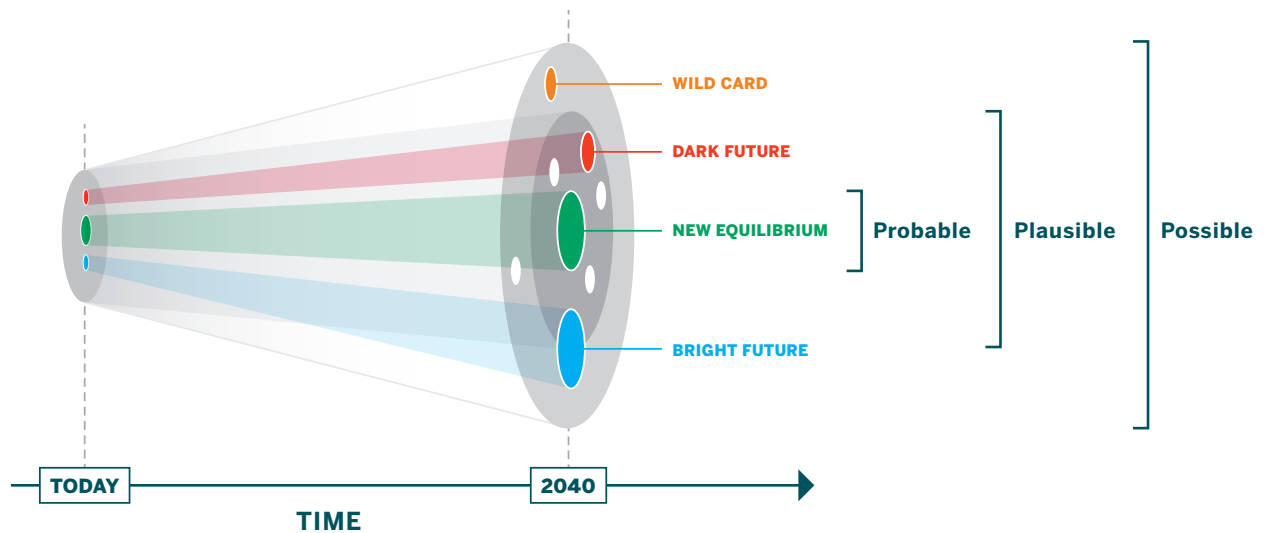 WILD CARD
DARK FUTURE
NEW EQUILIBRIUM
Probable
Plausible
Possible
BRIGHT FUTURE
TODAY
2040
TIME